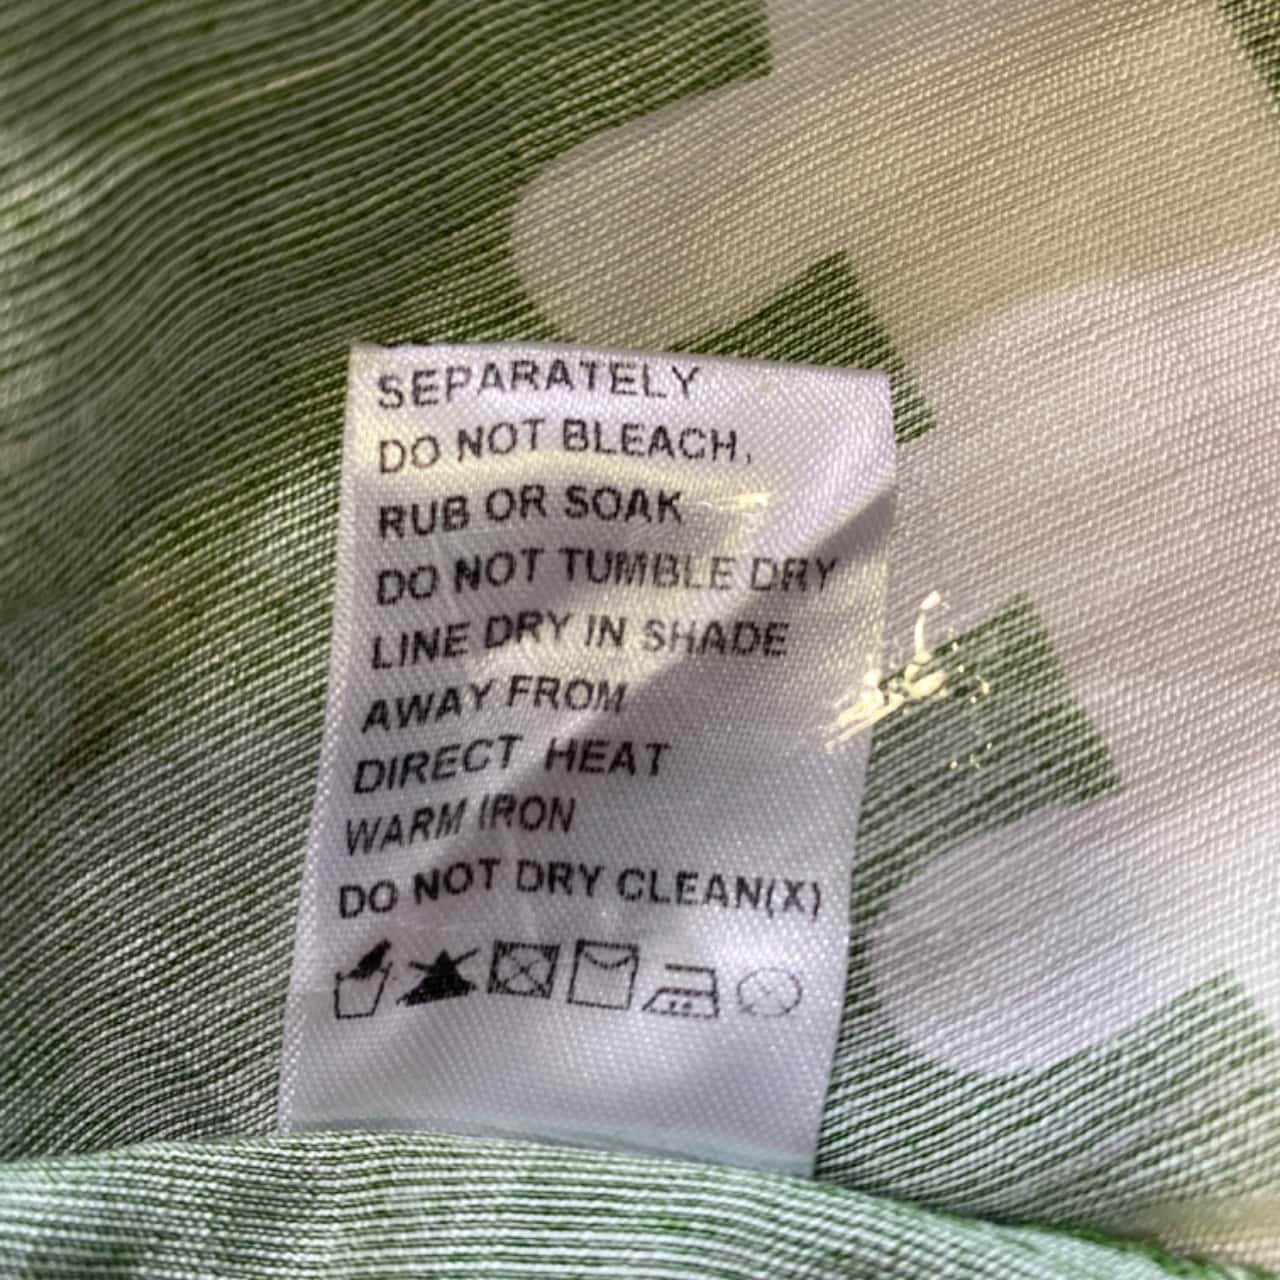 SEPARATELY
DO NOT BLEACH,
RUB OR SOAK
DO NOT TUMBLE DRY
LINE DRY IN SHADE
AWAY FROM
DIRECT HEAT
WARM IRON
DO NOT DRY CLEAN(X)